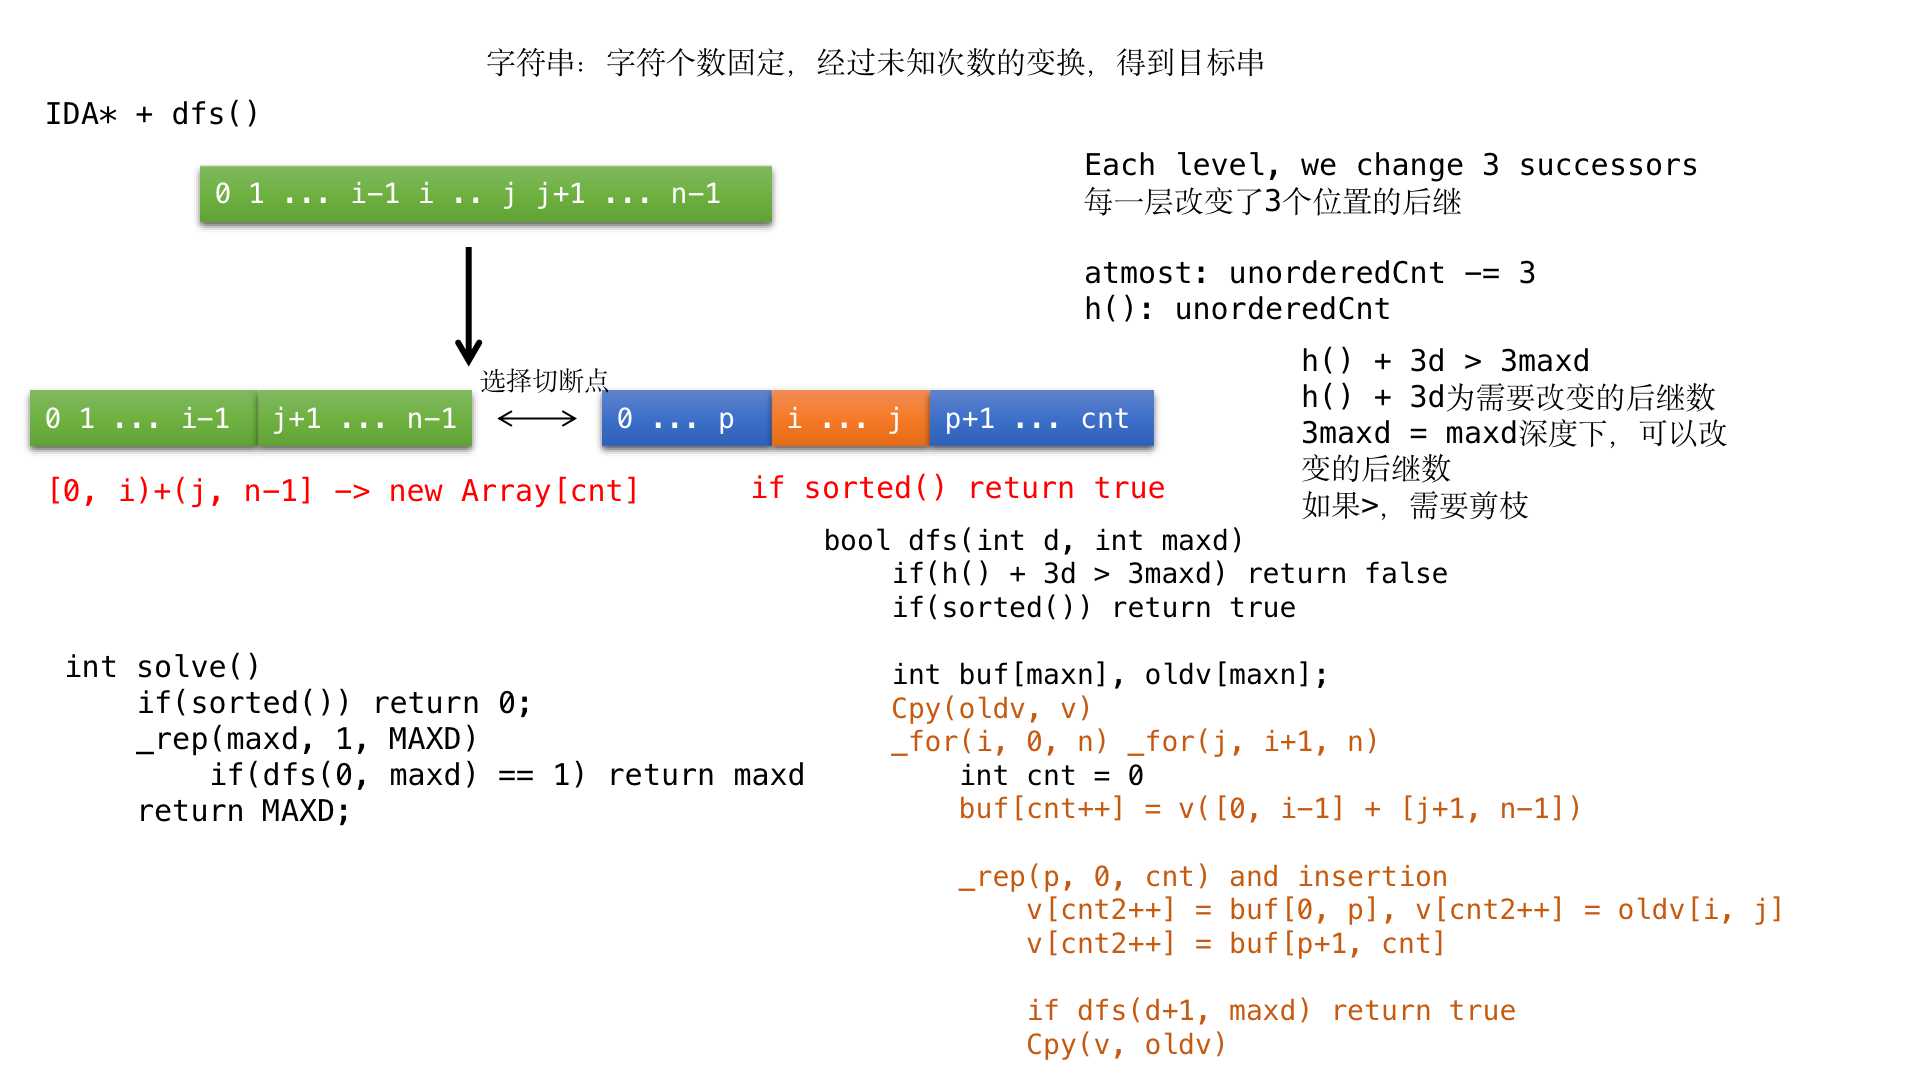 字符串：字符个数固定，经过未知次数的变换，得到目标串
IDA* + dfs()
0 1 ... i-1 i .. j j+1 ... n-1
Each level, we change 3 successors
每一层改变了3个位置的后继
atmost: unorderedCnt -= 3
h(): unorderedCnt
h() + 3d > 3maxd
h() + 3d为需要改变的后继数
3maxd = maxd深度下，可以改
变的后继数
如果>，需要剪枝
选择切断点
0 1 ... i-1 j+1 ... n-1
0 ... p i ... j p+1 ... cnt
[0, i)+(j, n-1] -> new Array[cnt]
if sorted() return true
bool dfs(int d, int maxd)
if(h() + 3d > 3maxd) return false
if(sorted()) return true
int buf[maxn], oldv[maxn];
Cpy(oldv, v)
_for(i, 0, n) _for(j, i+1, n)
int cnt = 0
buf[cnt++] = v([0, i-1] + [j+1, n-1])
_rep(p, 0, cnt) and insertion
v[cnt2++] = buf[0, p], v[cnt2++] = oldv[i, j]
v[cnt2++] = buf[p+1, cnt]
if dfs(d+1, maxd) return true
Cpy(v, oldv)
int solve()
if(sorted()) return 0;
_rep(maxd, 1, MAXD)
if(dfs(0, maxd) == 1) return maxd
return MAXD;